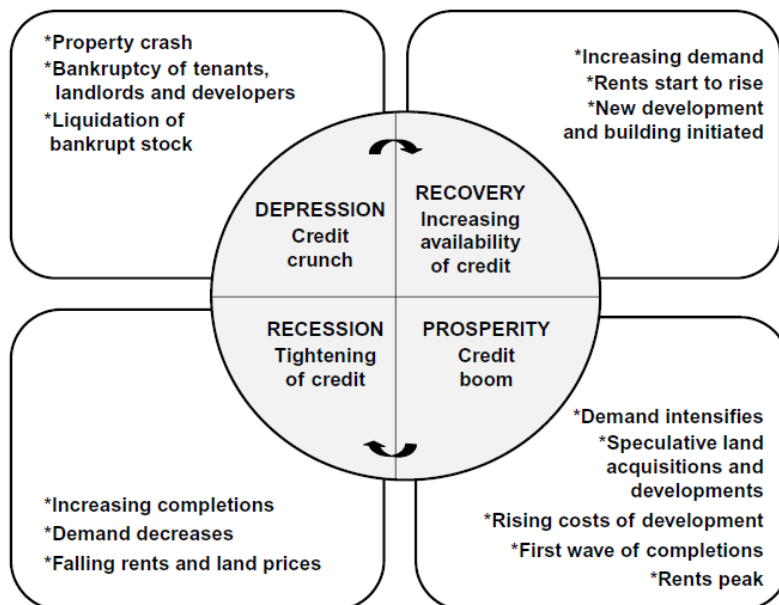 *Property crash
*Bankruptcy of tenants,
landlords and developers
*Liquidation of
bankrupt stock
*Increasing demand
*Rents start to rise
*New development
and building initiated
DEPRESSION
Credit
crunch
RECOVERY
Increasing
availability
of credit
RECESSION
Tightening
of credit
PROSPERITY
Credit
boom
*Increasing completions
*Demand decreases
*Falling rents and land prices
*Demand intensifies
*Speculative land
acquisitions and
developments
*Rising costs of development
*First wave of completions
*Rents peak